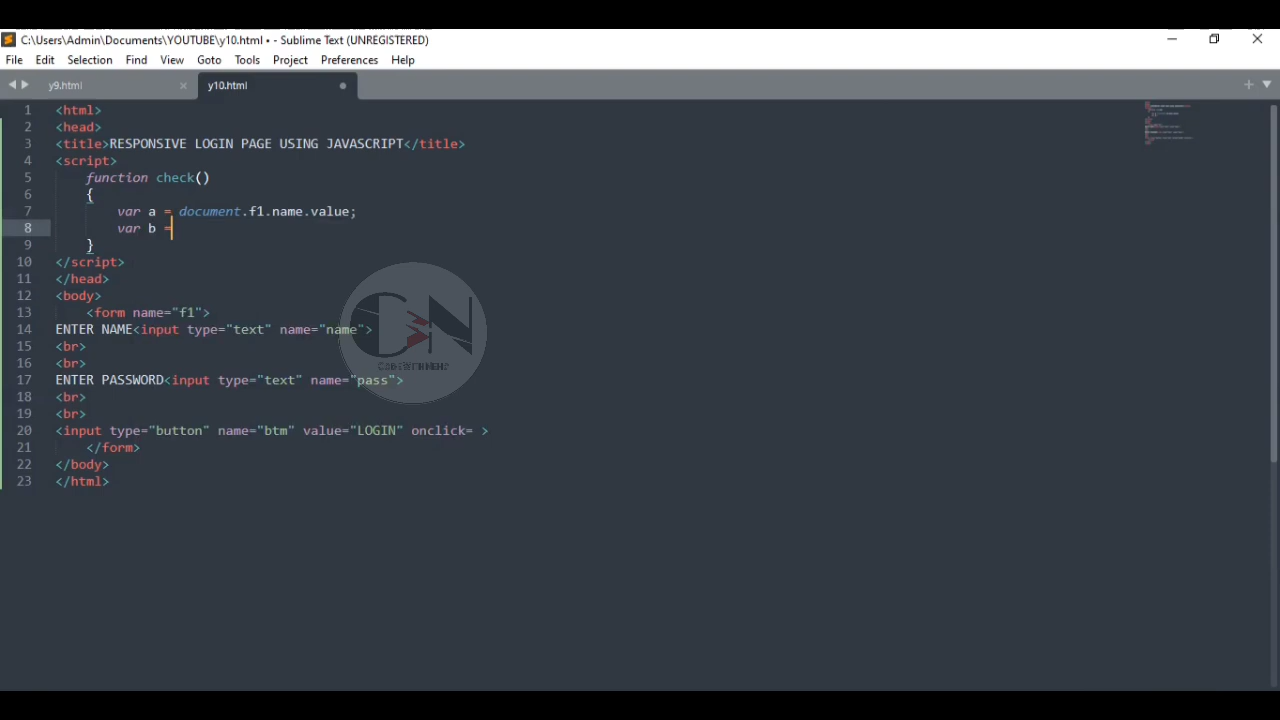 C:\Users\Admin\Documents\YOUTUBE\y10.html • - Sublime Text (UNREGISTERED)
File Edit Selection Find View Goto Tools Project Preferences Help
y9.html y10.html
1 <html>
2 <head>
3 <title>RESPONSIVE LOGIN PAGE USING JAVASCRIPT</title>
4 <script>
5 function check()
6 {
7 var a = document.f1.name.value;
8 var b =
9 }
10 </script>
11 </head>
12 <body>
13 <form name="f1">
14 ENTER NAME<input type="text" name="name">
15 <br>
16 <br>
17 ENTER PASSWORD<input type="text" name="pass">
18 <br>
19 <br>
20 <input type="button" name="btm" value="LOGIN" onclick= >
21 </form>
22 </body>
23 </html>